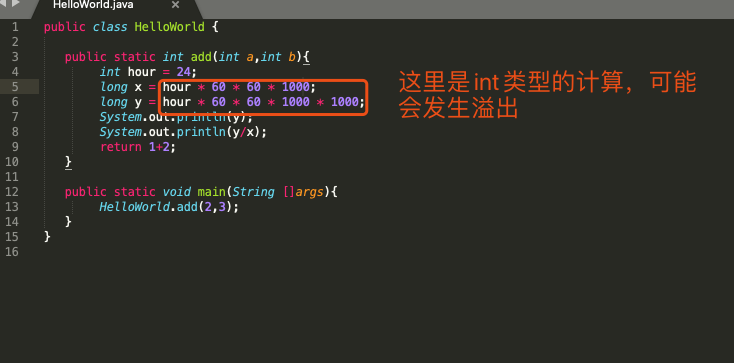 HelloWorld.java ×
1 public class HelloWorld {
2
3 public static int add(int a,int b){
4 int hour = 24;
5 long x = hour * 60 * 60 * 1000;
6 long y = hour * 60 * 60 * 1000 * 1000;
7 System.out.println(y);
8 System.out.println(y/x);
9 return 1+2;
10 }
11
12 public static void main(String []args){
13 HelloWorld.add(2,3);
14 }
15 }
16
这里是int类型的计算，可能
会发生溢出